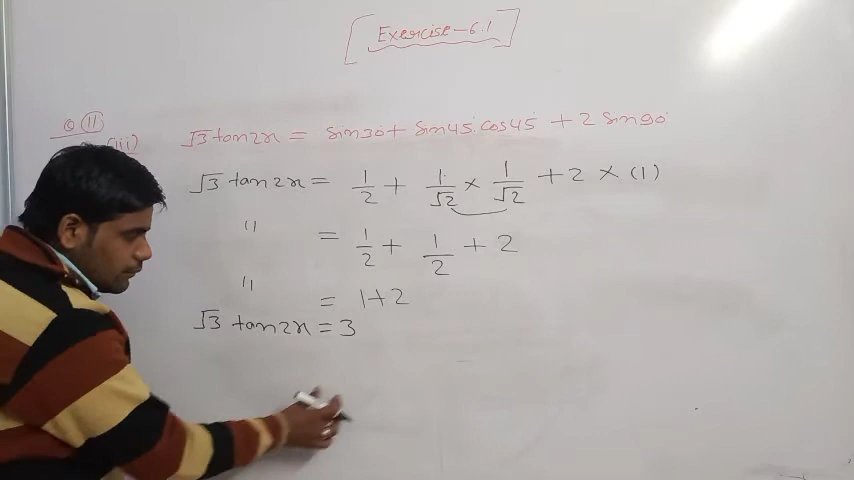 [Exercise-6.1]
Q (11)
(iii) √3 tan2x = sin30° + sin45° cos45° + 2 sin90°
√3 tan2x = 1/2 + 1/√2 × 1/√2 + 2 × (1)
" = 1/2 + 1/2 + 2
" = 1+2
√3 tan2x = 3